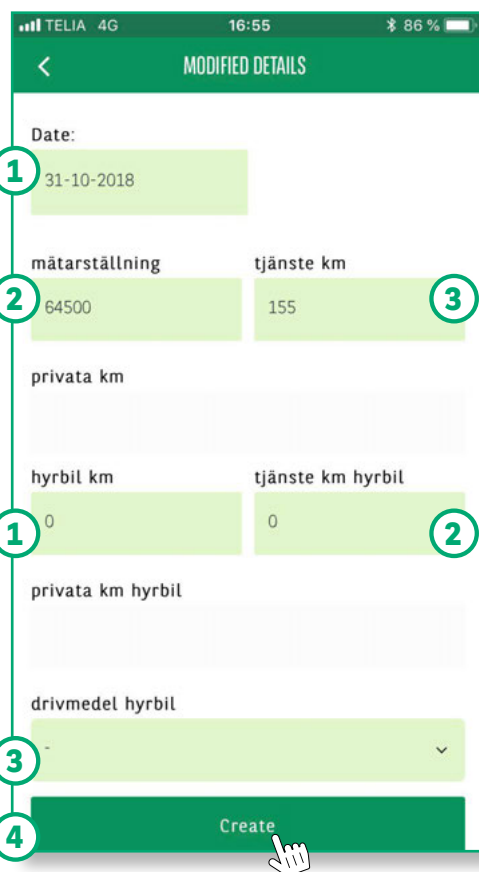 TELIA 4G 16:55 86 %
MODIFIED DETAILS
Date:
1 31-10-2018
mätarställning tjänste km
2 64500 155 3
privata km
hyrbil km tjänste km hyrbil
1 0 0 2
privata km hyrbil
drivmedel hyrbil
3 -
4 Create